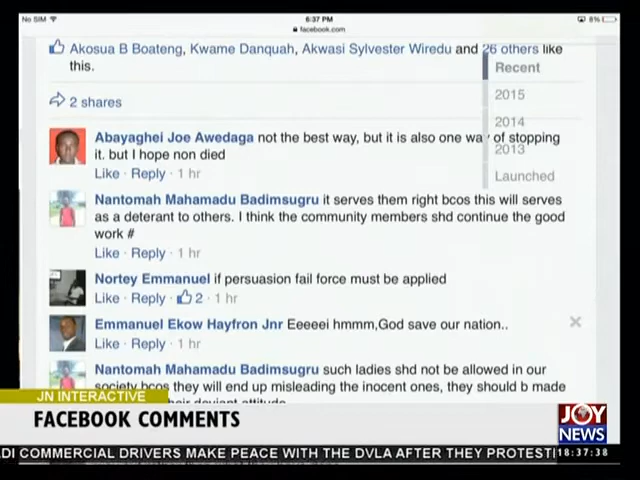 No SIM
6:37 PM
8%
facebook.com
Akosua B Boateng, Kwame Danquah, Akwasi Sylvester Wiredu and 26 others like
this.
Recent
2 shares
2015
2014
2013
Launched
Abayaghei Joe Awedaga not the best way, but it is also one way of stopping
it. but I hope non died
Like · Reply · 1 hr
Nantomah Mahamadu Badimsugru it serves them right bcos this will serves
as a deterant to others. I think the community members shd continue the good
work #
Like · Reply · 1 hr
Nortey Emmanuel if persuasion fail force must be applied
Like · Reply · 2 · 1 hr
Emmanuel Ekow Hayfron Jnr Eeeeei hmmm,God save our nation..
Like · Reply · 1 hr
Nantomah Mahamadu Badimsugru such ladies shd not be allowed in our
society bcos they will end up misleading the inocent ones, they should b made
their deviant attitude
JN INTERACTIVE
FACEBOOK COMMENTS
JOY
NEWS
ADI COMMERCIAL DRIVERS MAKE PEACE WITH THE DVLA AFTER THEY PROTESTI
18:37:38